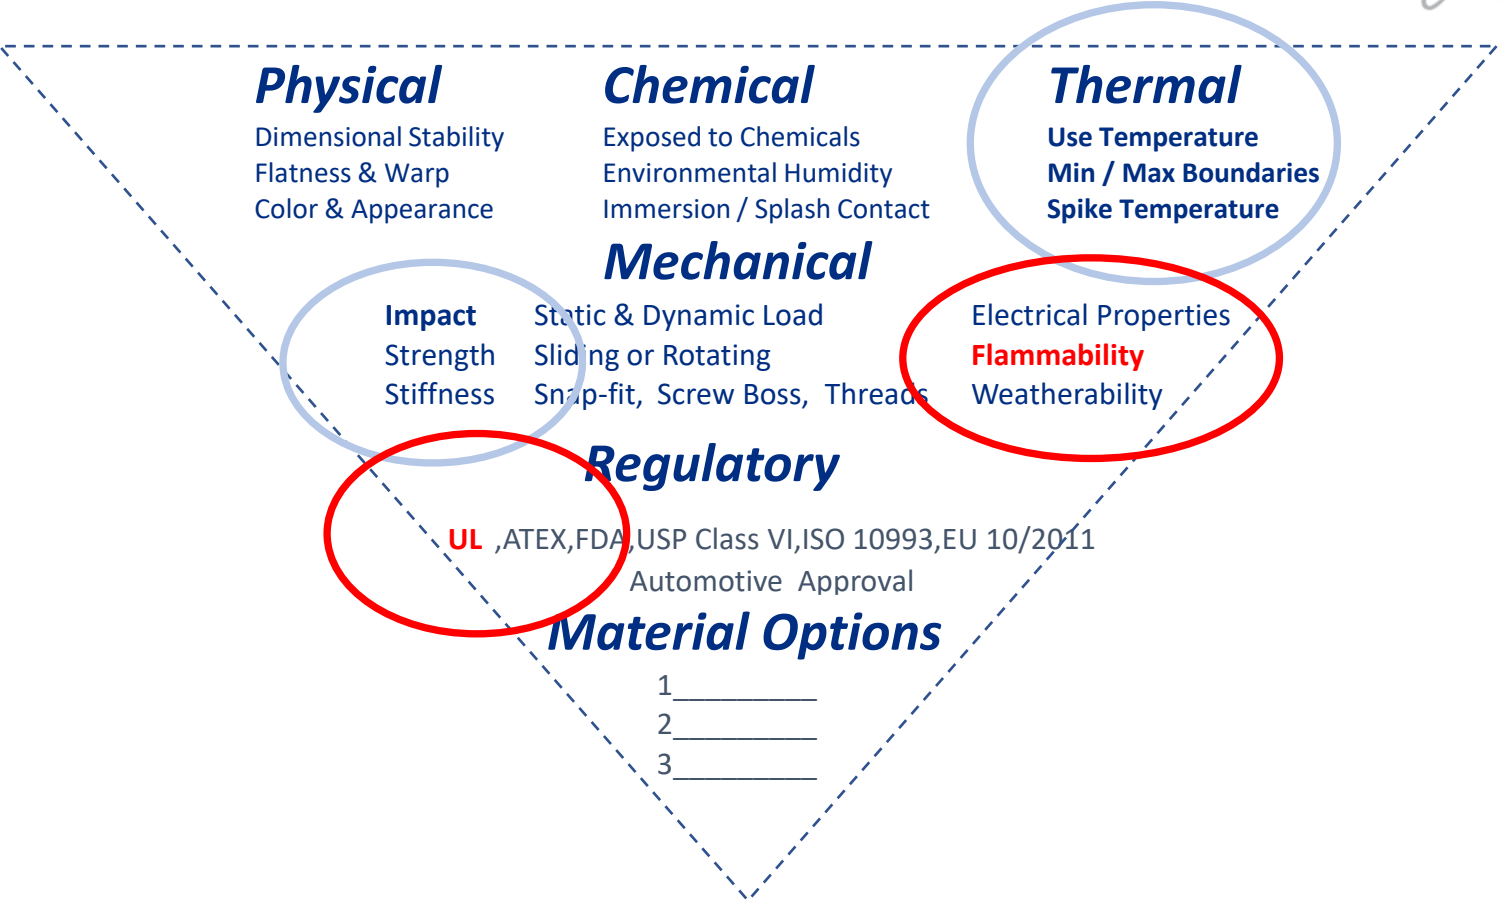 Physical Chemical Thermal
Dimensional Stability Exposed to Chemicals Use Temperature
Flatness & Warp Environmental Humidity Min / Max Boundaries
Color & Appearance Immersion / Splash Contact Spike Temperature
Mechanical
Impact Static & Dynamic Load Electrical Properties
Strength Sliding or Rotating Flammability
Stiffness Snap-fit, Screw Boss, Threads Weatherability
Regulatory
UL ,ATEX,FDA,USP Class VI,ISO 10993,EU 10/2011
Automotive Approval
Material Options
1_________
2_________
3_________